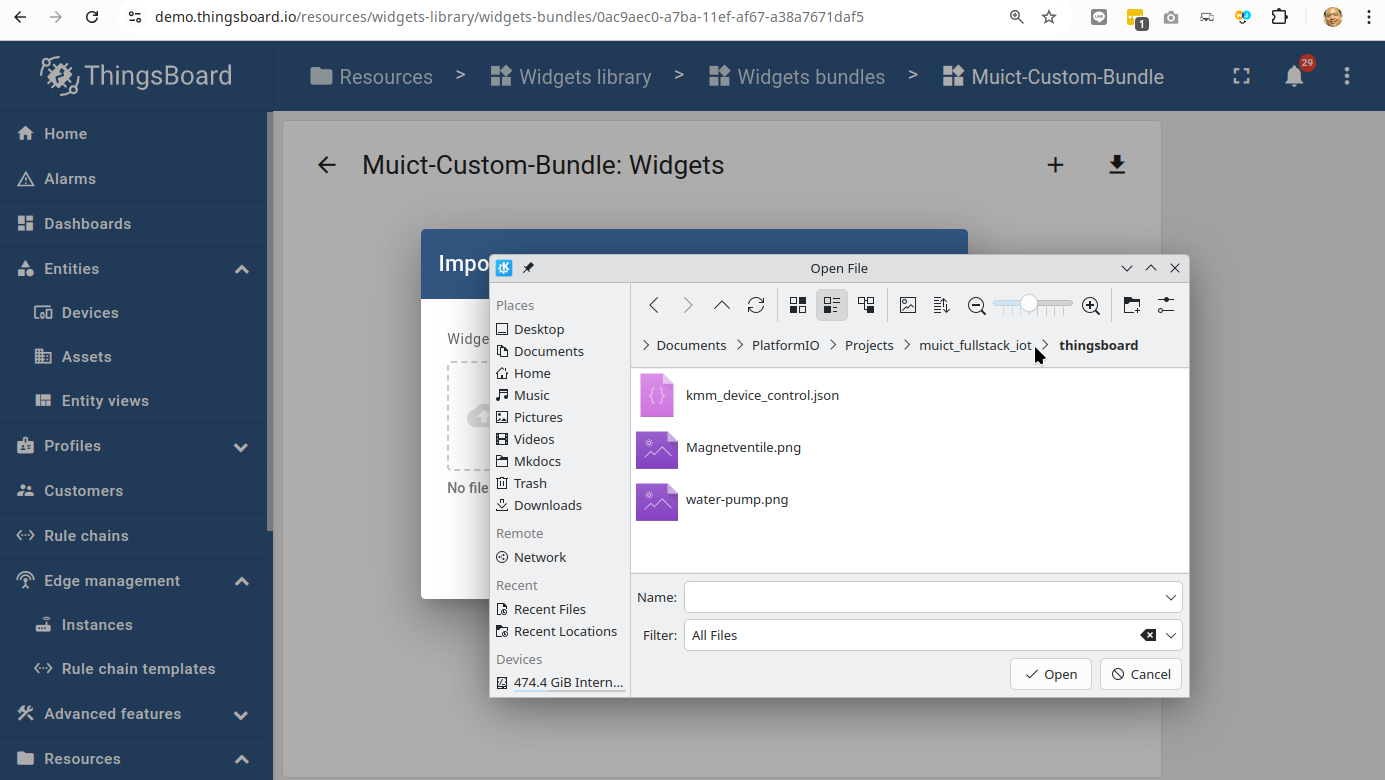 demo.thingsboard.io/resources/widgets-library/widgets-bundles/0ac9aec0-a7ba-11ef-af67-a38a7671daf5
1
ThingsBoard
Resources > Widgets library > Widgets bundles > Muict-Custom-Bundle
29
Home
Alarms
Dashboards
Entities
Devices
Assets
Entity views
Profiles
Customers
Rule chains
Edge management
Instances
Rule chain templates
Advanced features
Resources
Muict-Custom-Bundle: Widgets
Impo
Widge
No file
Open File
Places
Desktop
Documents
Home
Music
Pictures
Videos
Mkdocs
Trash
Downloads
Remote
Network
Recent
Recent Files
Recent Locations
Devices
474.4 GiB Intern...
Documents > PlatformIO > Projects > muict_fullstack_iot > thingsboard
kmm_device_control.json
Magnetventile.png
water-pump.png
Name:
Filter: All Files
Open Cancel